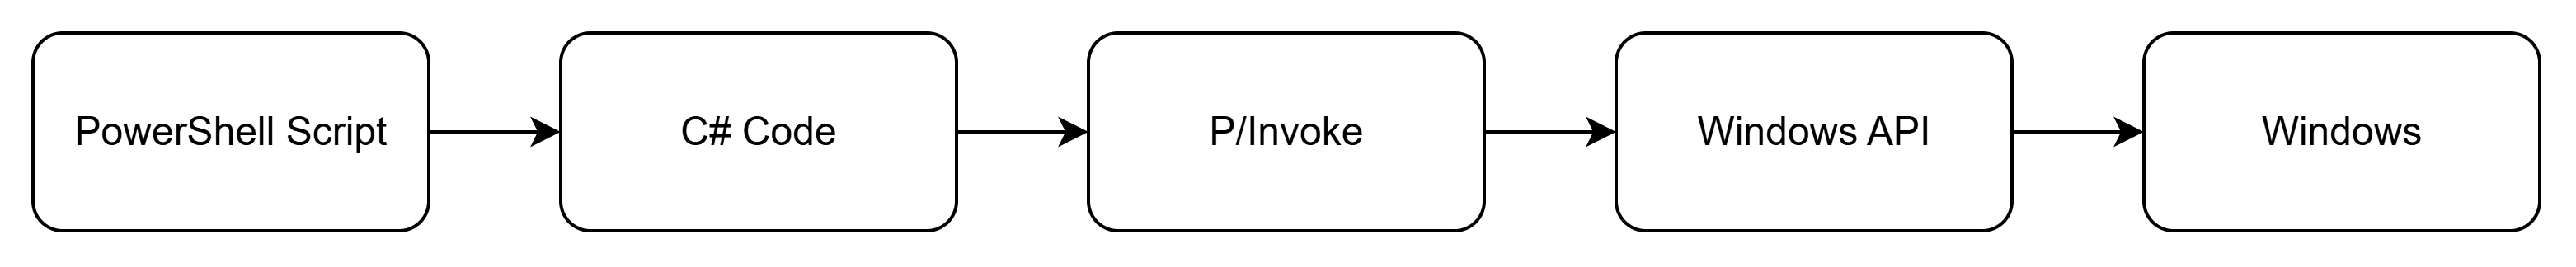 PowerShell Script
C# Code
P/Invoke
Windows API
Windows